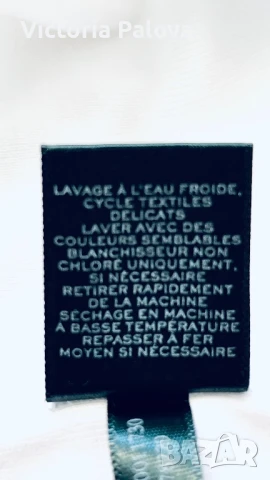 Victoria Palova
LAVAGE À L'EAU FROIDE,
CYCLE TEXTILES
DELICATS
LAVER AVEC DES
COULEURS SEMBLABLES
BLANCHISSEUR NON
CHLORÉ UNIQUEMENT,
SI NÉCESSAIRE
RETIRER RAPIDEMENT
DE LA MACHINE
SÉCHAGE EN MACHINE
À BASSE TEMPÉRATURE
REPASSER À FER
MOYEN SI NÉCESSAIRE
bazar